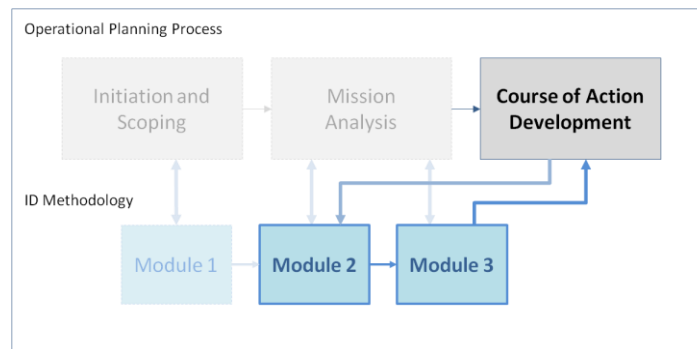 Operational Planning Process
Initiation and
Scoping
Mission
Analysis
Course of Action
Development
ID Methodology
Module 1
Module 2
Module 3